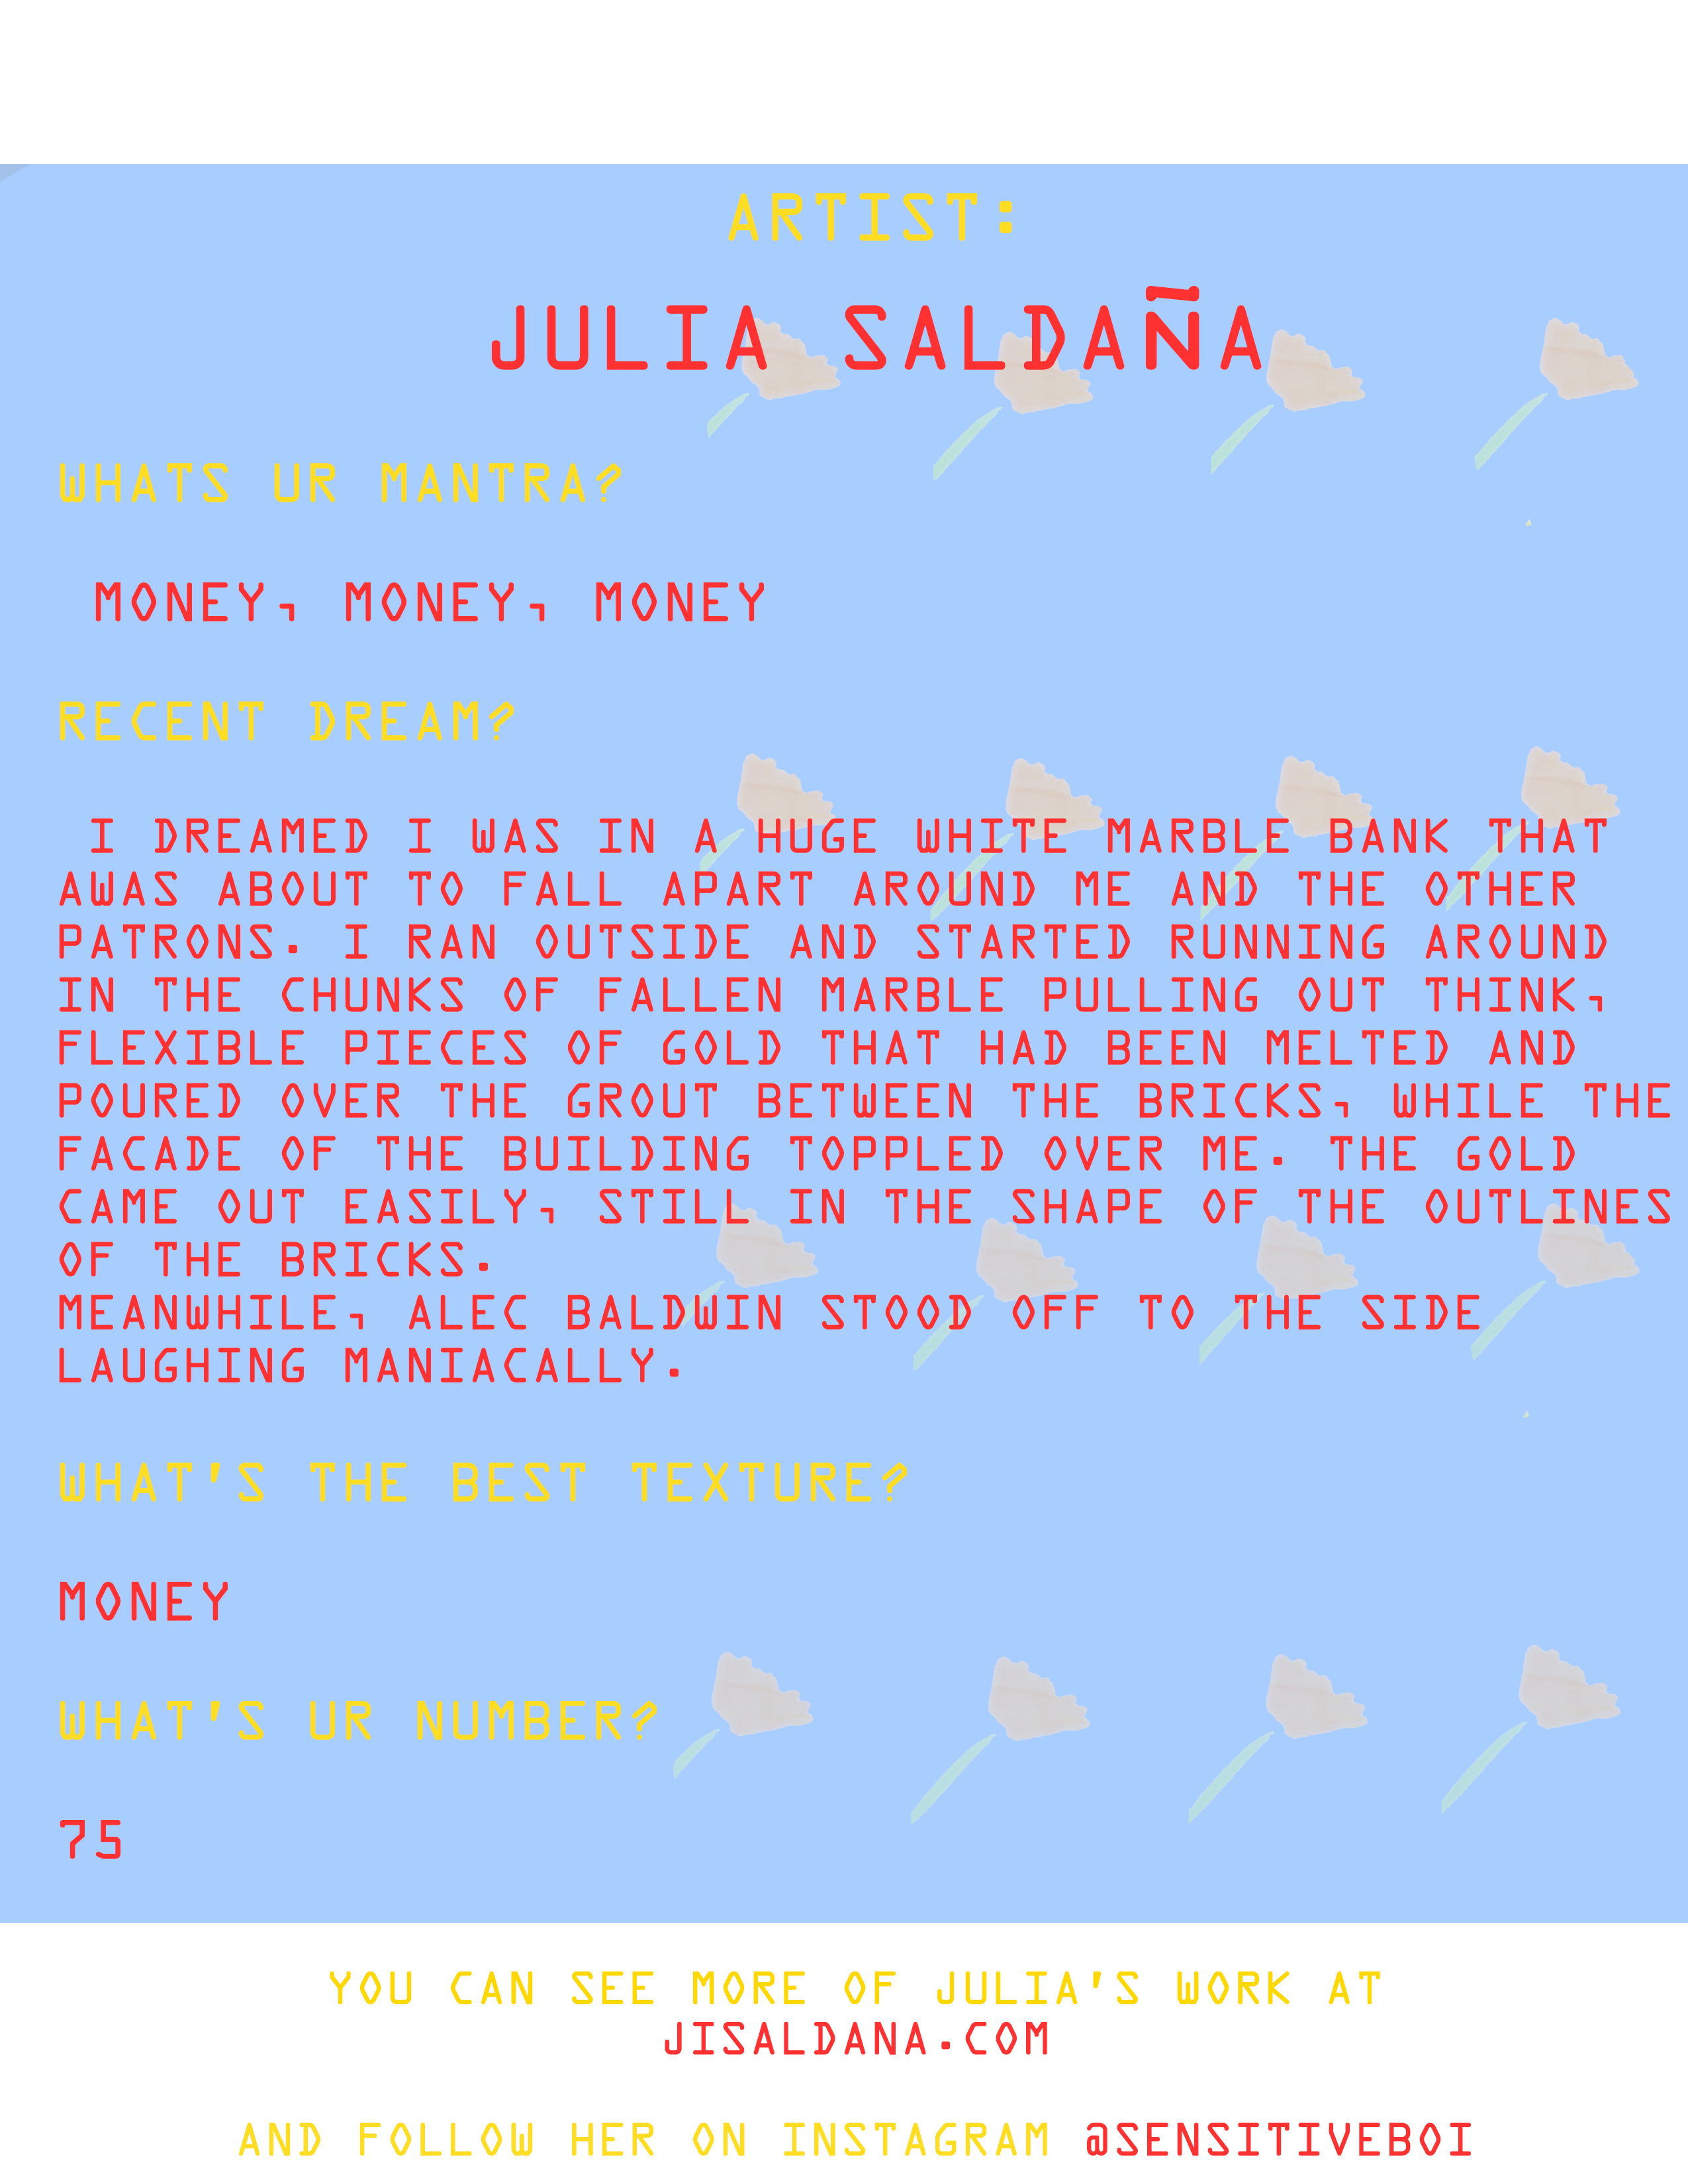 ARTIST:
JULIA SALDAÑA
WHATS UR MANTRA?
MONEY, MONEY, MONEY
RECENT DREAM?
I DREAMED I WAS IN A HUGE WHITE MARBLE BANK THAT
AWAS ABOUT TO FALL APART AROUND ME AND THE OTHER
PATRONS. I RAN OUTSIDE AND STARTED RUNNING AROUND
IN THE CHUNKS OF FALLEN MARBLE PULLING OUT THINK,
FLEXIBLE PIECES OF GOLD THAT HAD BEEN MELTED AND
POURED OVER THE GROUT BETWEEN THE BRICKS, WHILE THE
FACADE OF THE BUILDING TOPPLED OVER ME. THE GOLD
CAME OUT EASILY, STILL IN THE SHAPE OF THE OUTLINES
OF THE BRICKS.
MEANWHILE, ALEC BALDWIN STOOD OFF TO THE SIDE
LAUGHING MANIACALLY.
WHAT'S THE BEST TEXTURE?
MONEY
WHAT'S UR NUMBER?
75
YOU CAN SEE MORE OF JULIA'S WORK AT
JISALDANA.COM
AND FOLLOW HER ON INSTAGRAM @SENSITIVEBOI